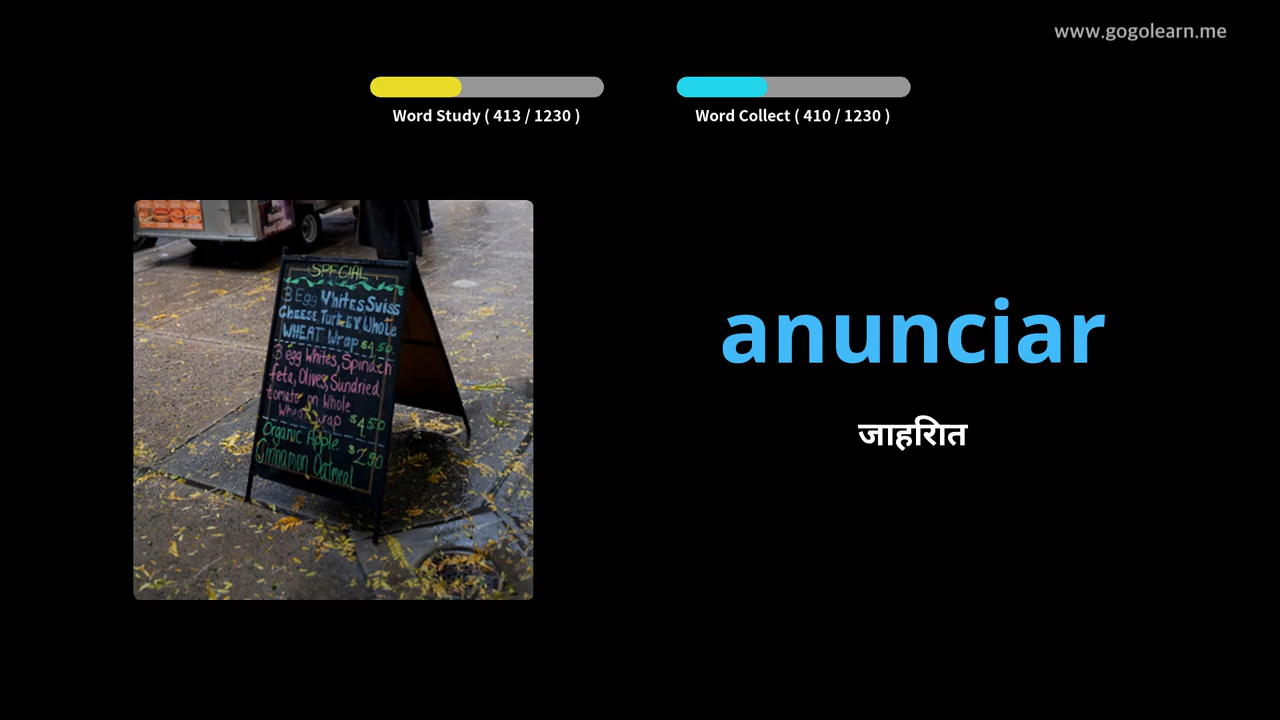 www.gogolearn.me
Word Study ( 413 / 1230 )
Word Collect ( 410 / 1230 )
SPECIAL
3 Egg Whites, Swiss
Cheese, Turkey Whole
WHEAT Wrap $4.50
3 egg Whites, Spinach
feta, Olives, Sundried
tomato on Whole
Wheat Wrap $4.50
Organic Apple
Cinnamon Oatmeal $2.50
anunciar
जाहिरात